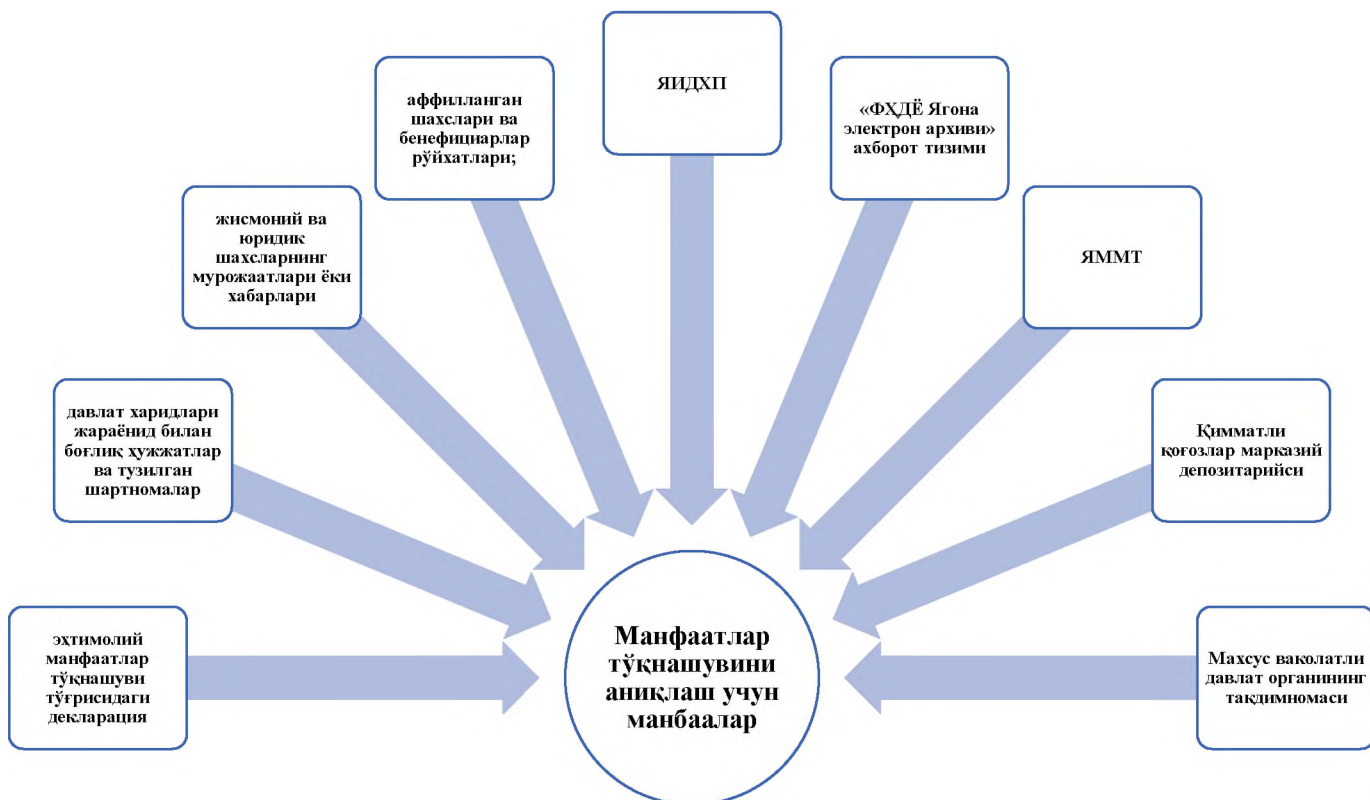 ЯИДХП
аффилланган
шахслари ва
бенефициарлар
рўйхатлари;
«ФҲДЁ Ягона
электрон архиви»
ахборот тизими
жисмоний ва
юридик
шахсларнинг
мурожаатлари ёки
хабарлари
ЯММТ
давлат харидлари
жараёнид билан
боғлиқ ҳужжатлар
ва тузилган
шартномалар
Қимматли
қоғозлар марказий
депозитарийси
эҳтимолий
манфаатлар
тўқнашуви
тўғрисидаги
декларация
Манфаатлар
тўқнашувини
аниқлаш учун
манбаалар
Махсус ваколатли
давлат органининг
тақдимномаси